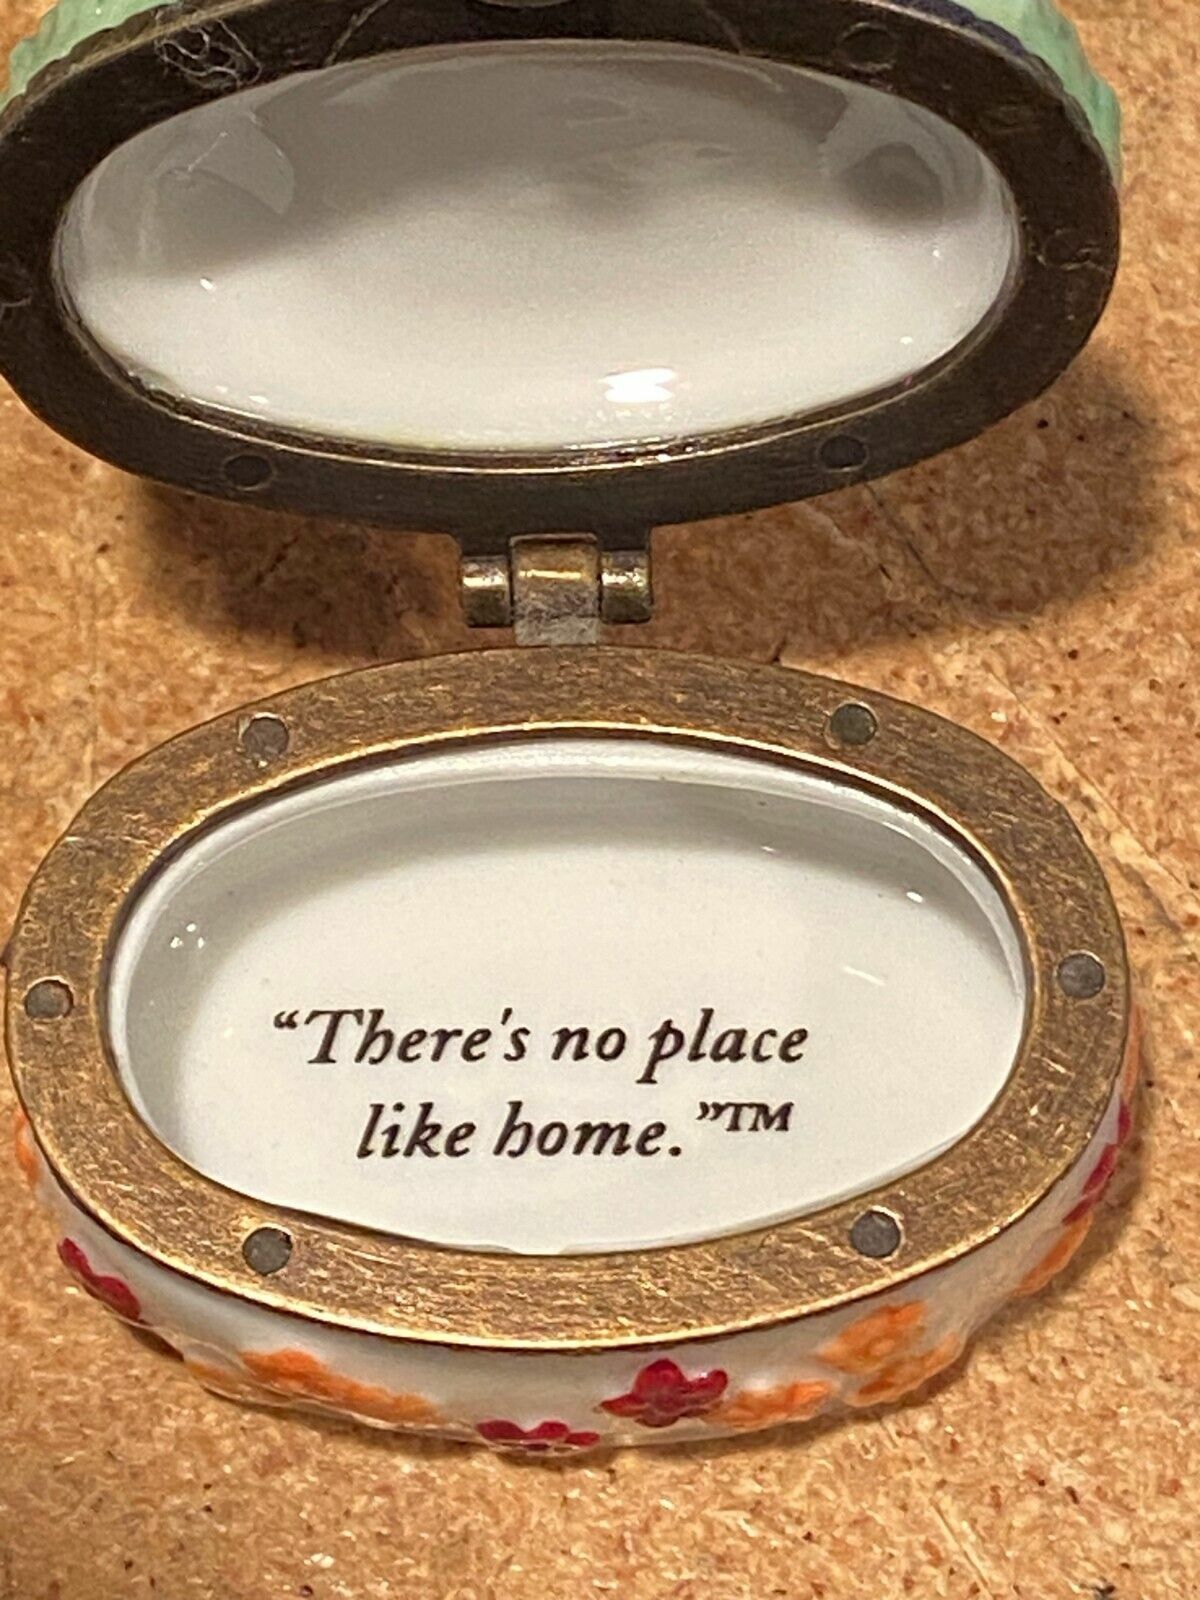 “There's no place
like home.”™